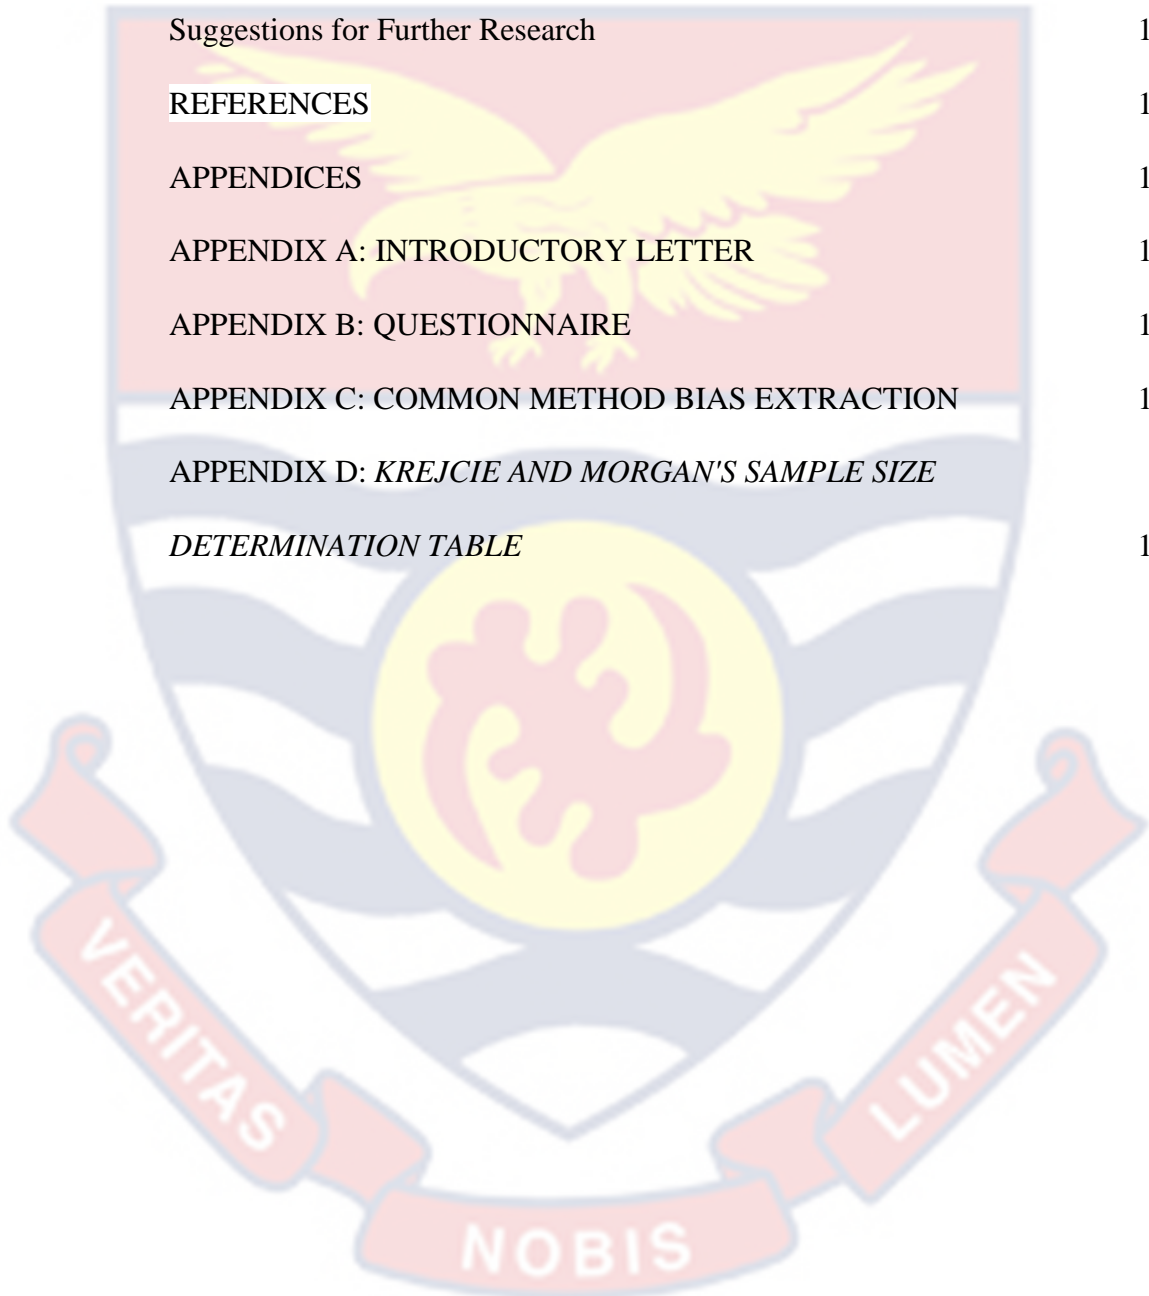 Suggestions for Further Research 1
REFERENCES 1
APPENDICES 1
APPENDIX A: INTRODUCTORY LETTER 1
APPENDIX B: QUESTIONNAIRE 1
APPENDIX C: COMMON METHOD BIAS EXTRACTION 1
APPENDIX D: KREJCIE AND MORGAN'S SAMPLE SIZE
DETERMINATION TABLE 1
VERITAS
NOBIS
LUMEN